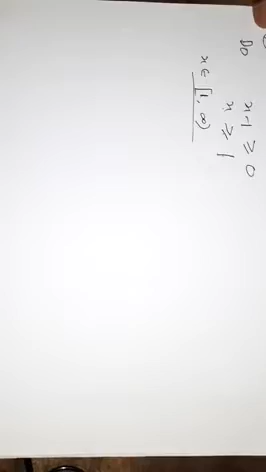 Do
x-1 ≥ 0
x ≥ 1
x ∈ [1, ∞)